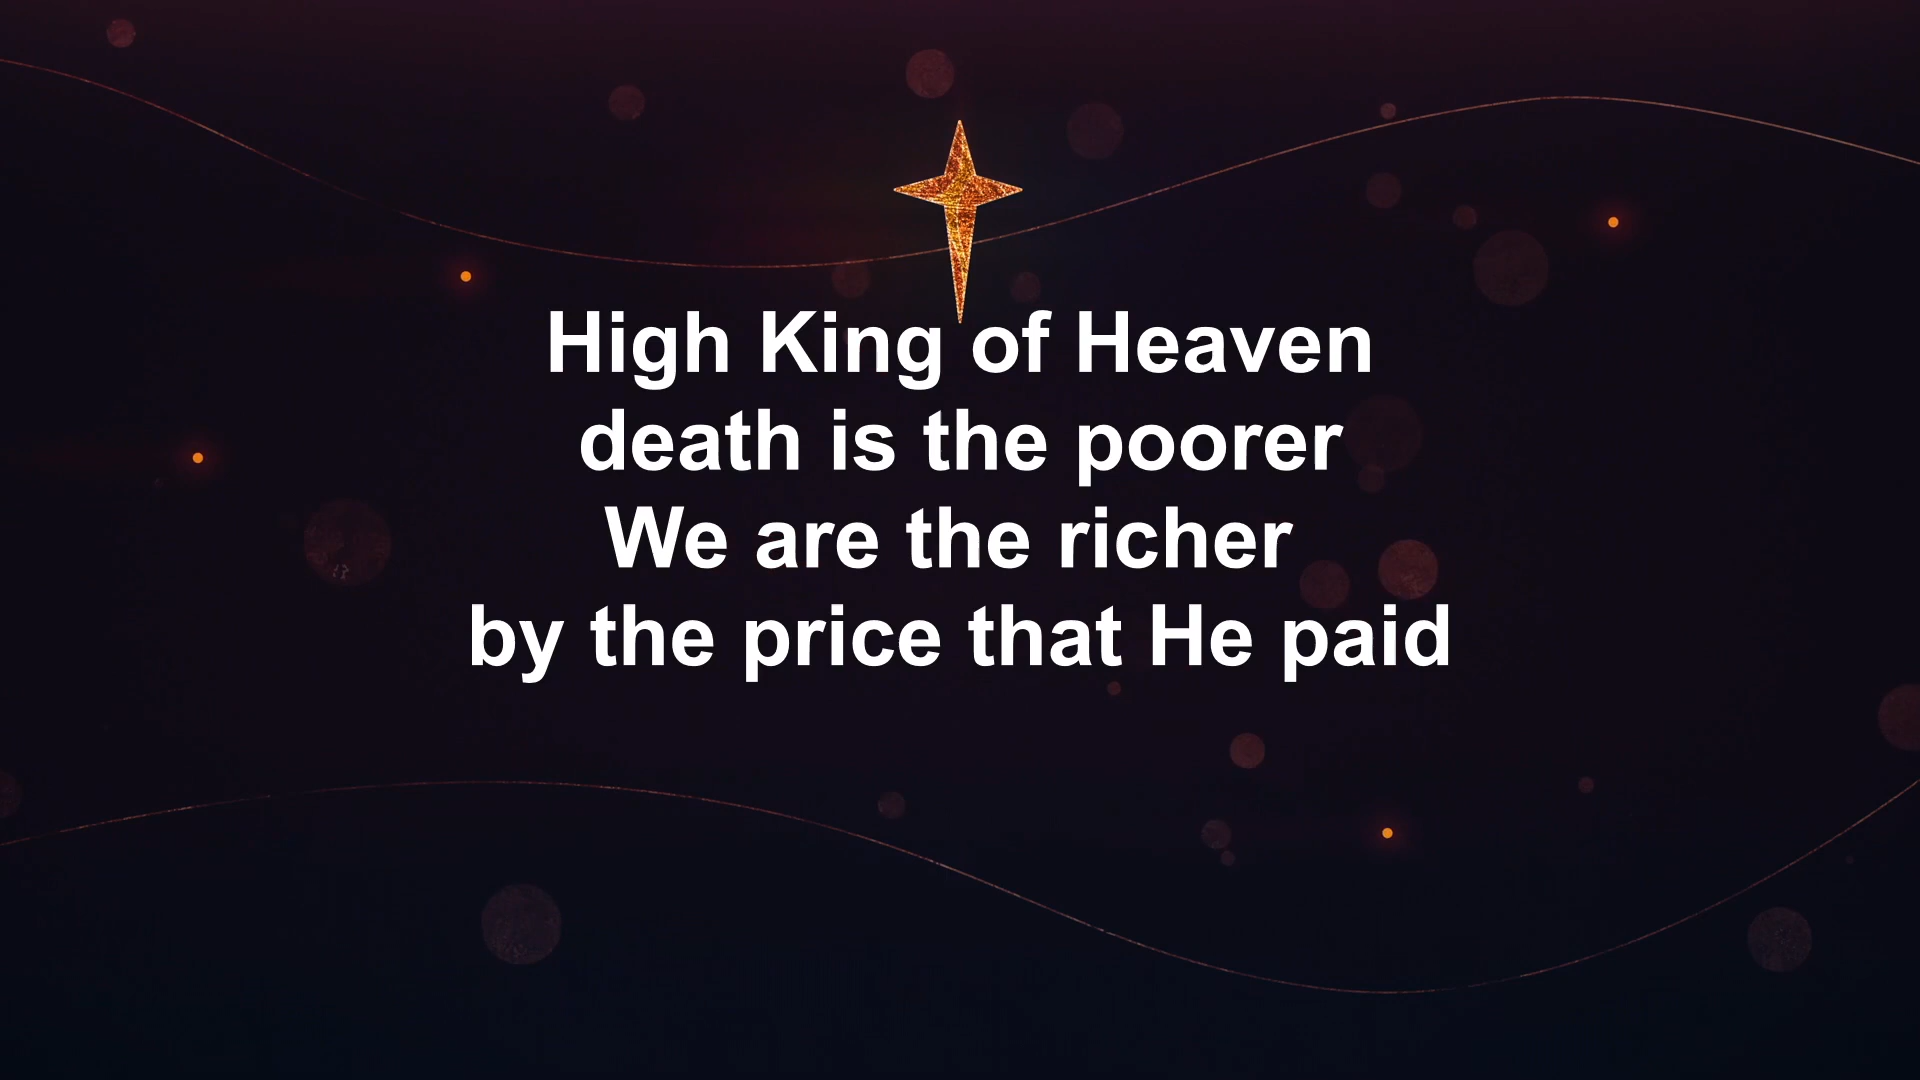 High King of Heaven
death is the poorer
We are the richer
by the price that He paid